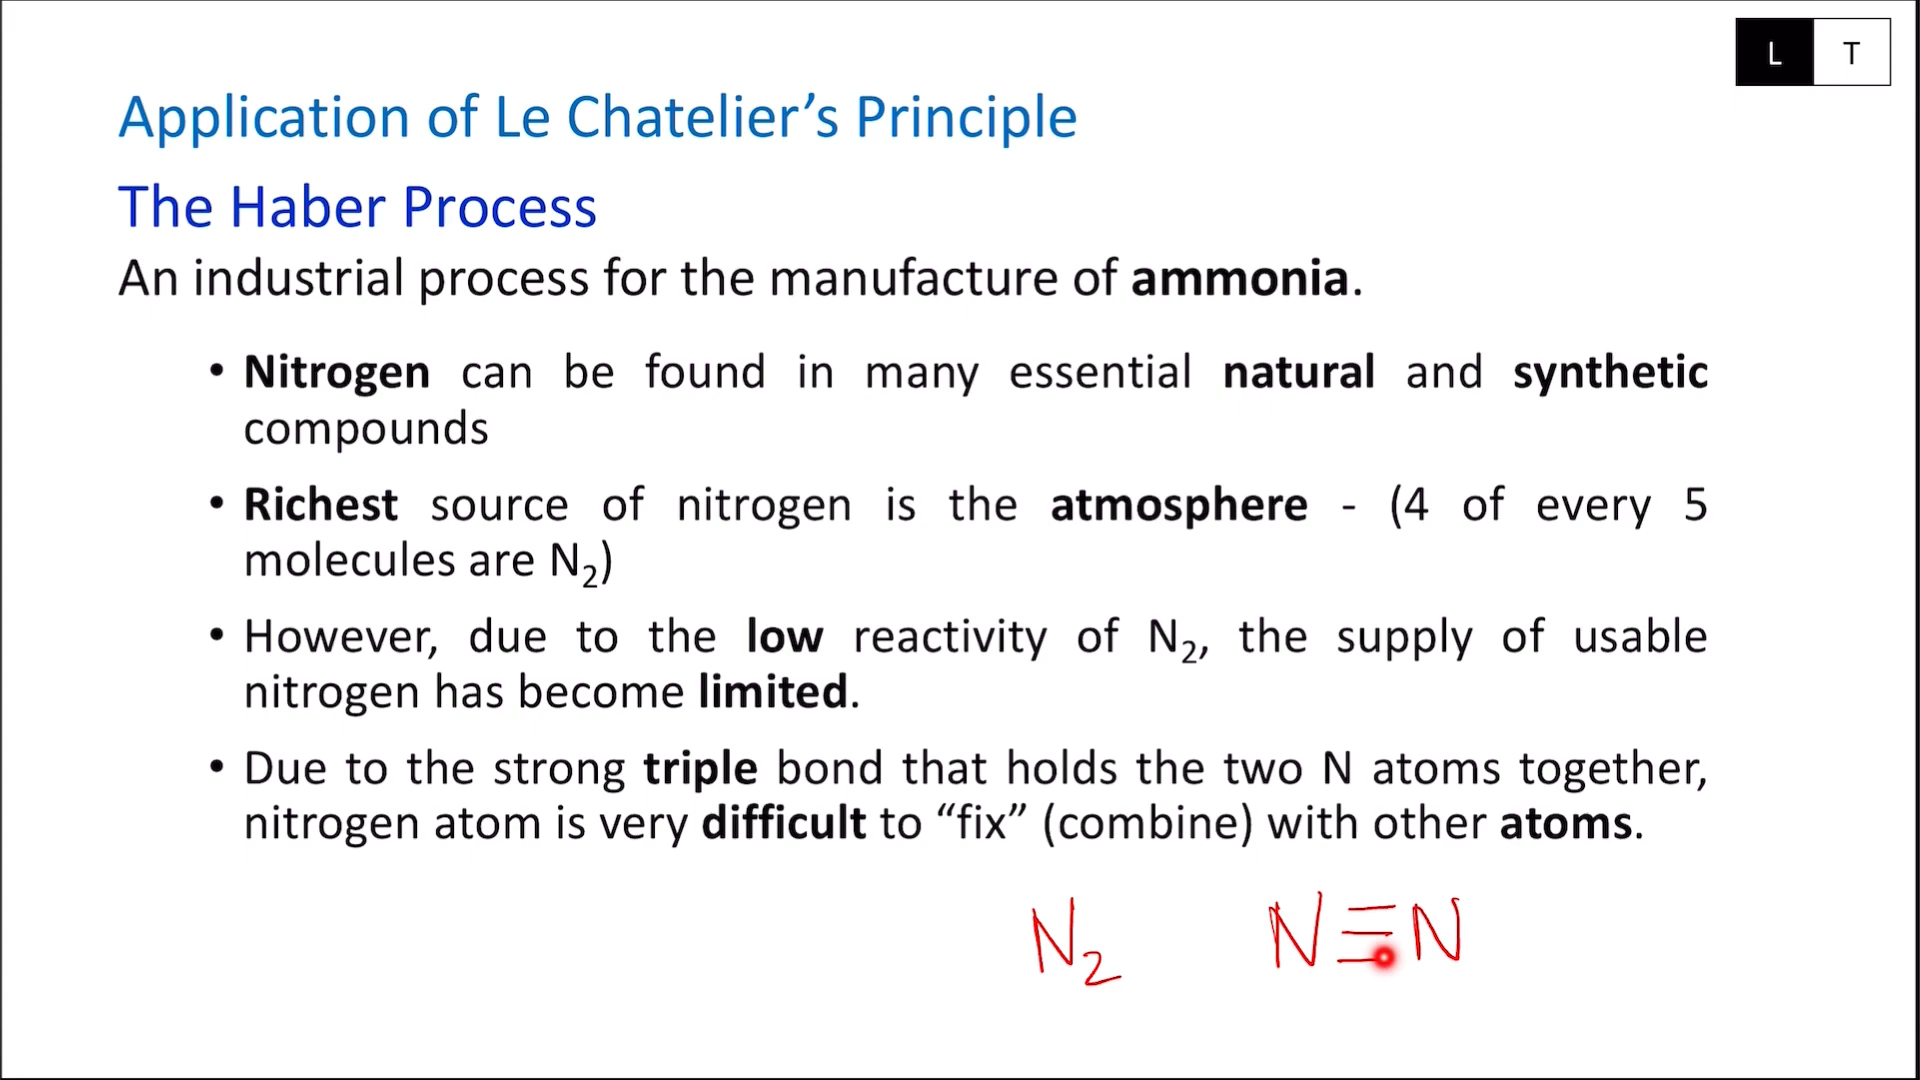 L T
Application of Le Chatelier’s Principle
The Haber Process
An industrial process for the manufacture of ammonia.
• Nitrogen can be found in many essential natural and synthetic
compounds
• Richest source of nitrogen is the atmosphere - (4 of every 5
molecules are N₂)
• However, due to the low reactivity of N₂, the supply of usable
nitrogen has become limited.
• Due to the strong triple bond that holds the two N atoms together,
nitrogen atom is very difficult to “fix” (combine) with other atoms.
N₂ N≡N